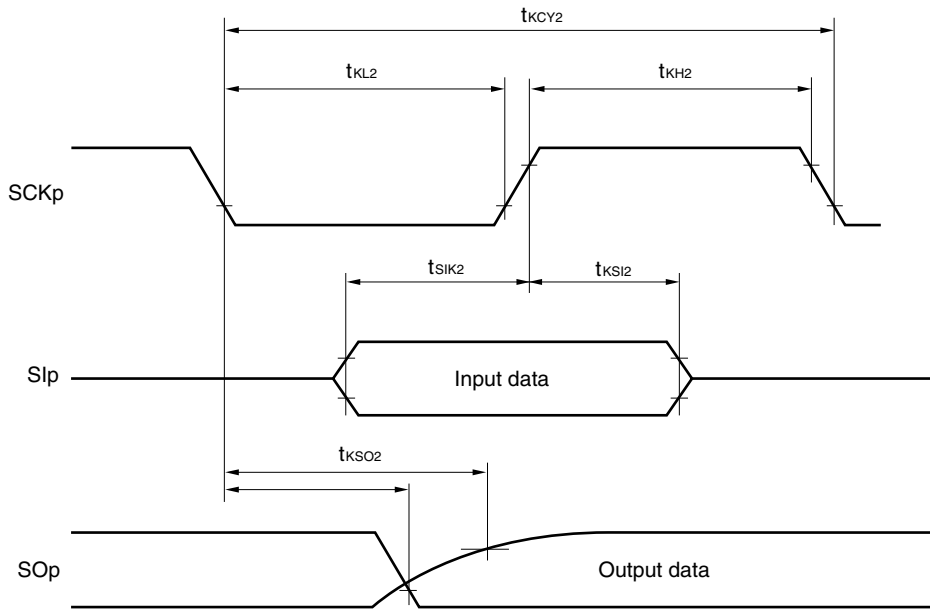 tKCY2
tKL2
tKH2
SCKp
tSIK2
tKSI2
SIp
Input data
tKSO2
SOp
Output data